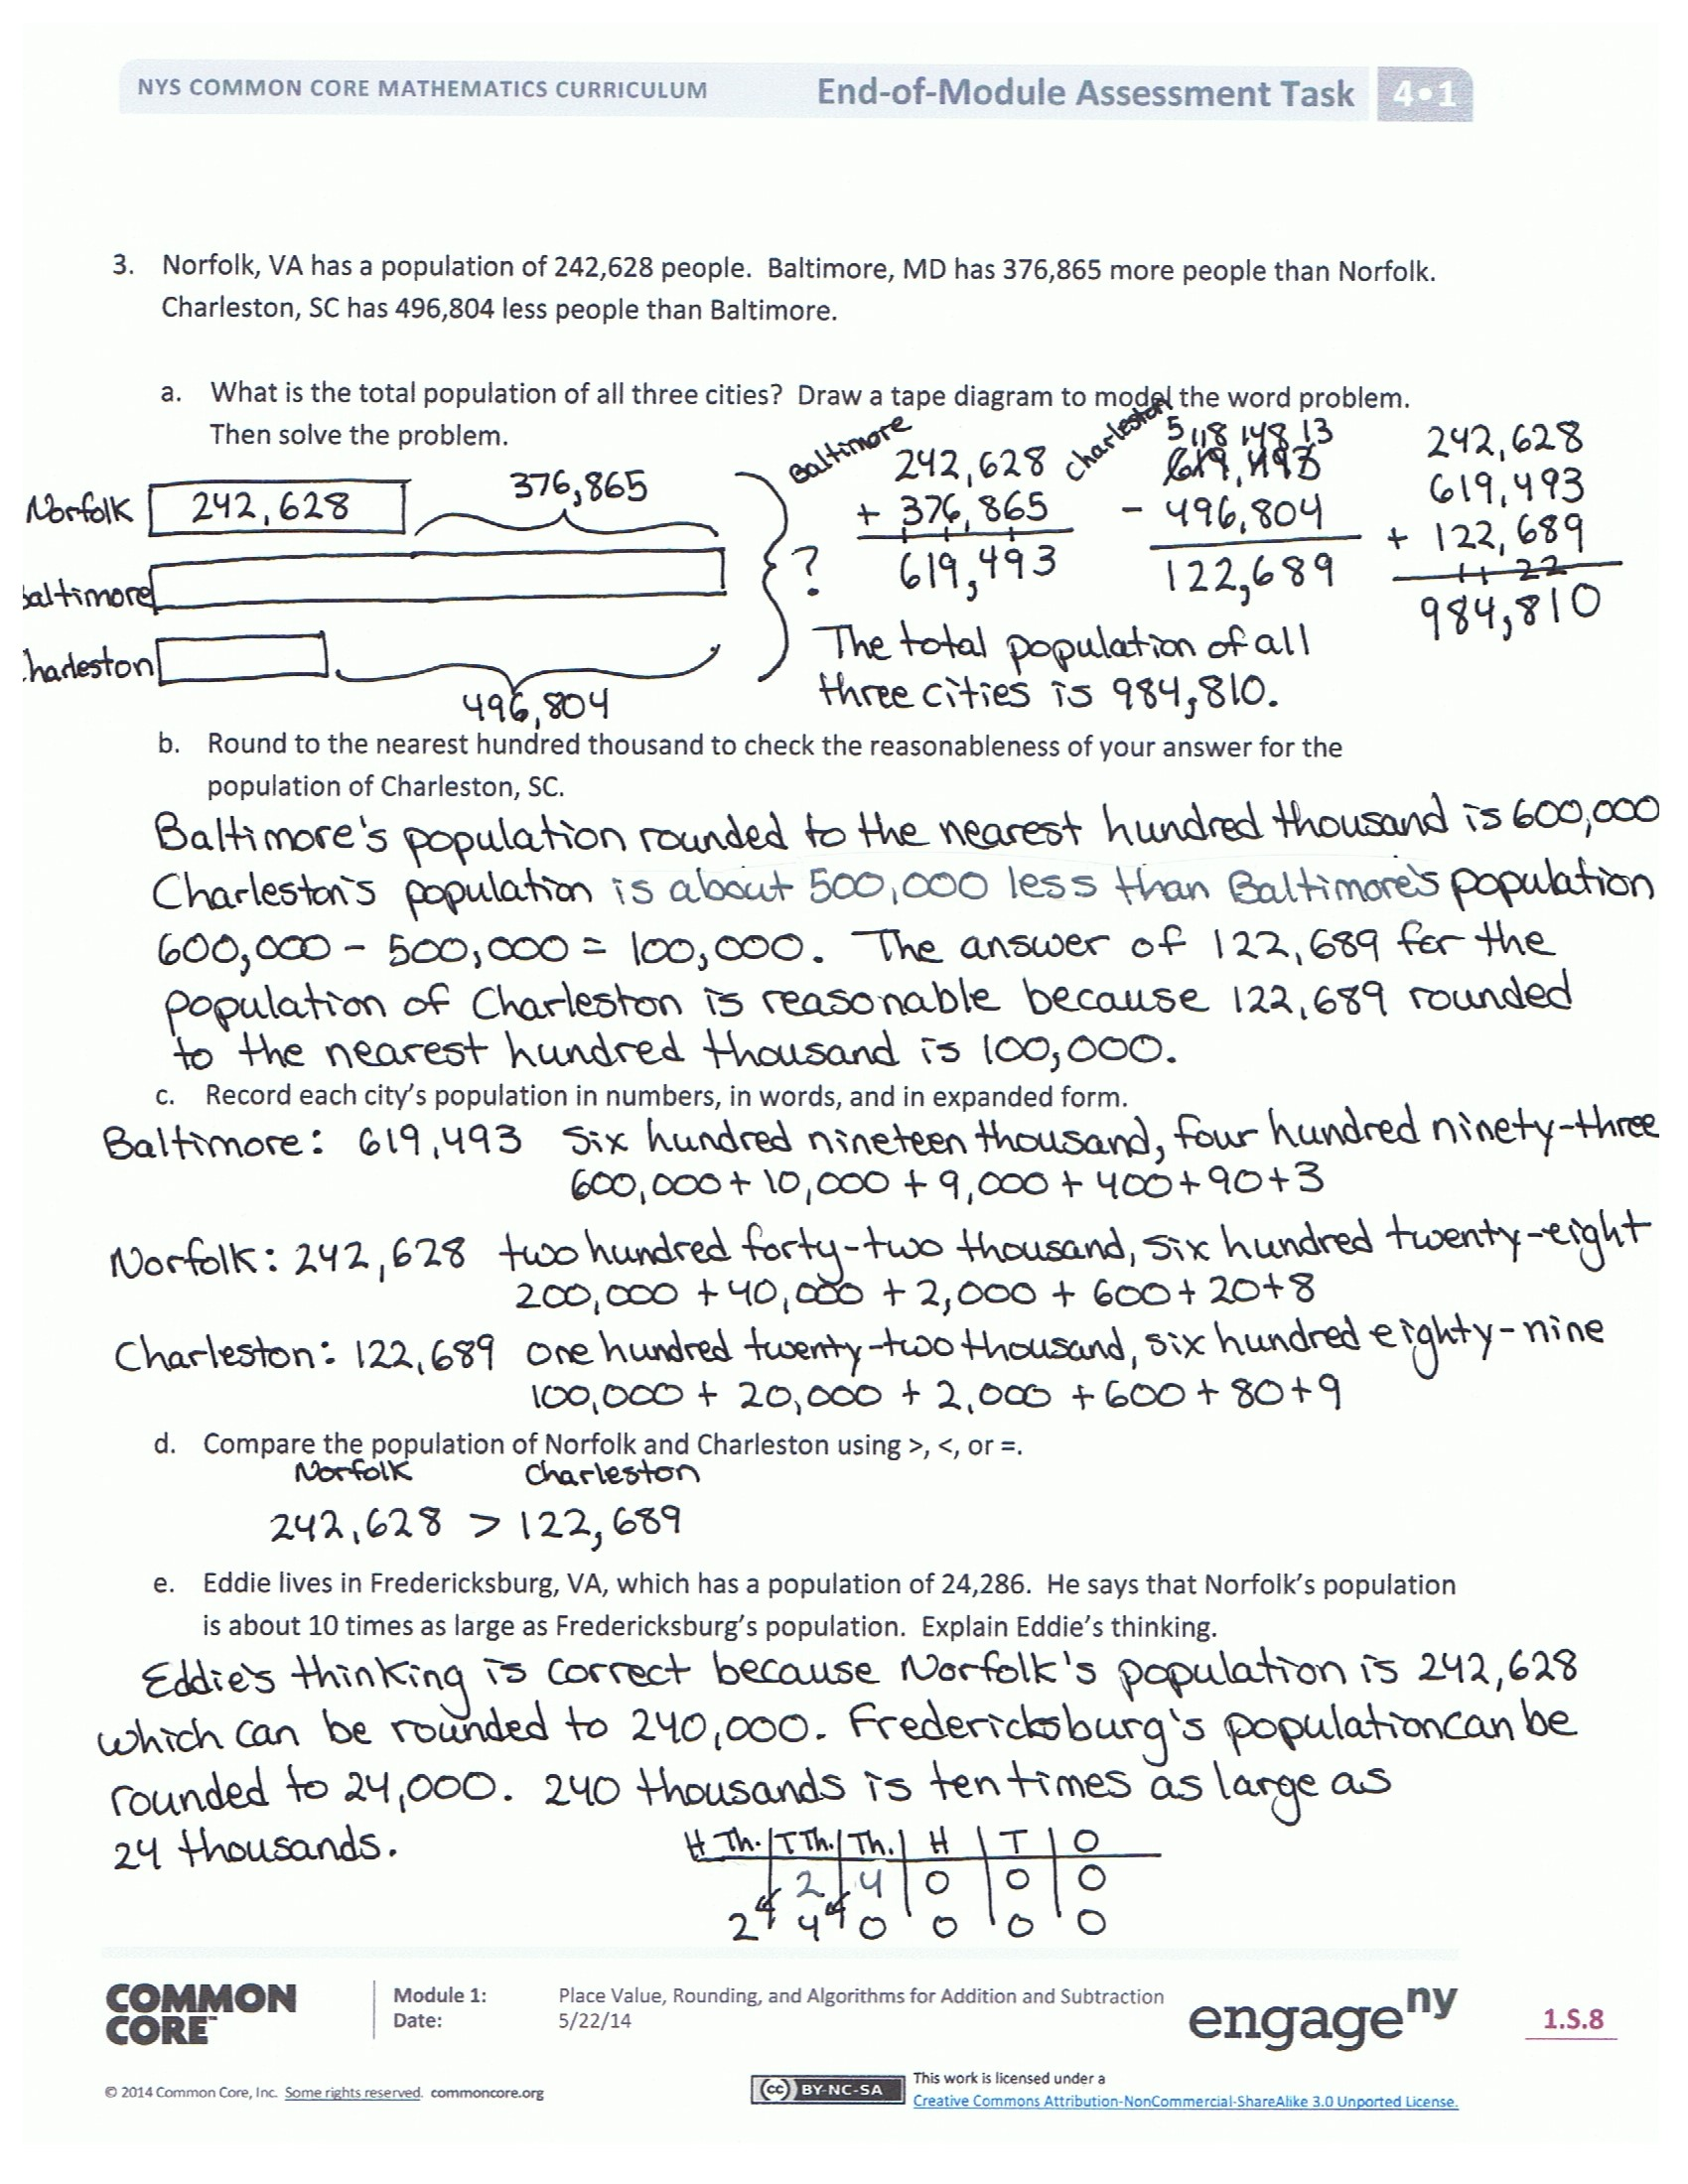 NYS COMMON CORE MATHEMATICS CURRICULUM End-of-Module Assessment Task 4•1
3. Norfolk, VA has a population of 242,628 people. Baltimore, MD has 376,865 more people than Norfolk.
Charleston, SC has 496,804 less people than Baltimore.
a. What is the total population of all three cities? Draw a tape diagram to model the word problem.
Then solve the problem.
Norfolk 242,628 376,865
Baltimore
Charleston
496,804
?
Baltimore
242,628
+ 376,865
1 1 1 1
619,493
Charleston
5 11 8 14 8 13
619,493
- 496,804
122,689
242,628
619,493
+ 122,689
1 1 2 2
984,810
The total population of all
three cities is 984,810.
b. Round to the nearest hundred thousand to check the reasonableness of your answer for the
population of Charleston, SC.
Baltimore's population rounded to the nearest hundred thousand is 600,000
Charleston's population is about 500,000 less than Baltimore's population
600,000 - 500,000 = 100,000. The answer of 122,689 for the
population of Charleston is reasonable because 122,689 rounded
to the nearest hundred thousand is 100,000.
c. Record each city's population in numbers, in words, and in expanded form.
Baltimore: 619,493 six hundred nineteen thousand, four hundred ninety-three
600,000 + 10,000 + 9,000 + 400 + 90 + 3
Norfolk: 242,628 two hundred forty-two thousand, six hundred twenty-eight
200,000 + 40,000 + 2,000 + 600 + 20 + 8
Charleston: 122,689 one hundred twenty-two thousand, six hundred eighty-nine
100,000 + 20,000 + 2,000 + 600 + 80 + 9
d. Compare the population of Norfolk and Charleston using >, <, or =.
Norfolk Charleston
242,628 > 122,689
e. Eddie lives in Fredericksburg, VA, which has a population of 24,286. He says that Norfolk's population
is about 10 times as large as Fredericksburg's population. Explain Eddie's thinking.
Eddie's thinking is correct because Norfolk's population is 242,628
which can be rounded to 240,000. Fredericksburg's population can be
rounded to 24,000. 240 thousands is ten times as large as
24 thousands.
H Th. T Th. Th. H T O
2 4 0 0 0
2 4 0 0 0 0
COMMON CORE™
Module 1: Place Value, Rounding, and Algorithms for Addition and Subtraction
Date: 5/22/14
engage ny
1.S.8
© 2014 Common Core, Inc. Some rights reserved. commoncore.org
cc BY-NC-SA
This work is licensed under a
Creative Commons Attribution-NonCommercial-ShareAlike 3.0 Unported License.